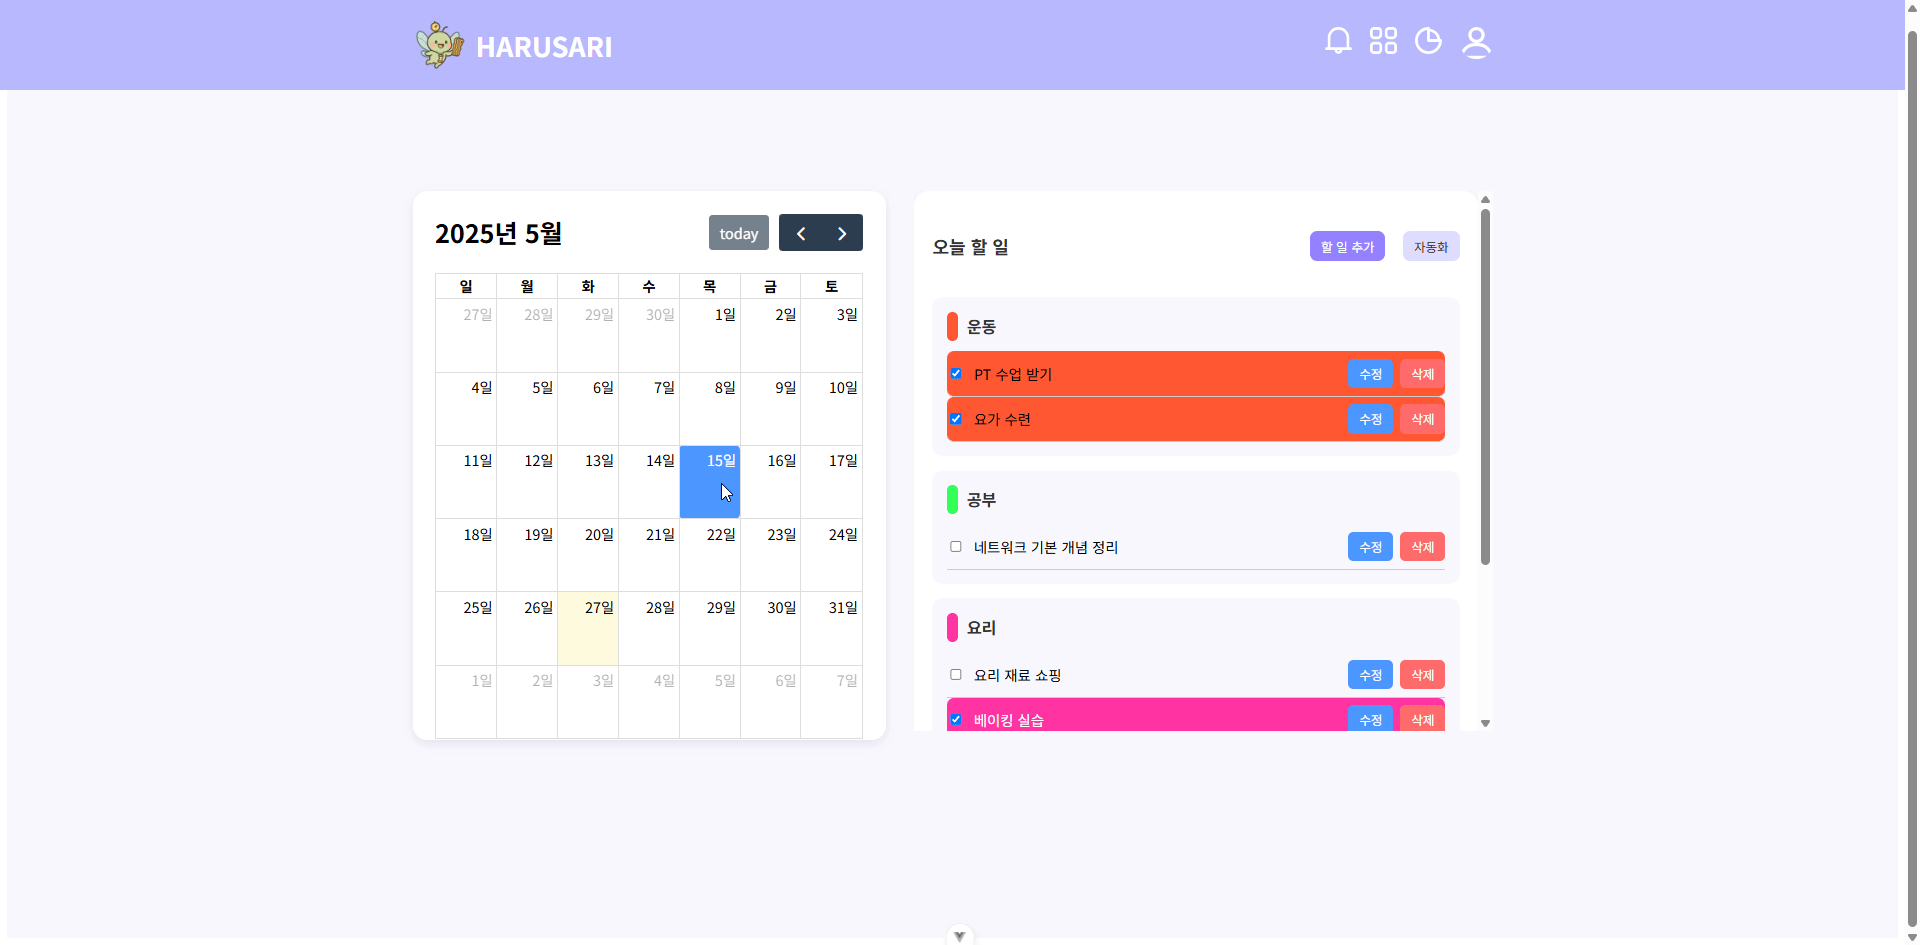 HARUSARI
2025년 5월
today
일 월 화 수 목 금 토
27일 28일 29일 30일 1일 2일 3일
4일 5일 6일 7일 8일 9일 10일
11일 12일 13일 14일 15일 16일 17일
18일 19일 20일 21일 22일 23일 24일
25일 26일 27일 28일 29일 30일 31일
1일 2일 3일 4일 5일 6일 7일
오늘 할 일 할 일 추가 자동화
운동
PT 수업 받기 수정 삭제
요가 수련 수정 삭제
공부
네트워크 기본 개념 정리 수정 삭제
요리
요리 재료 쇼핑 수정 삭제
베이킹 실습 수정 삭제